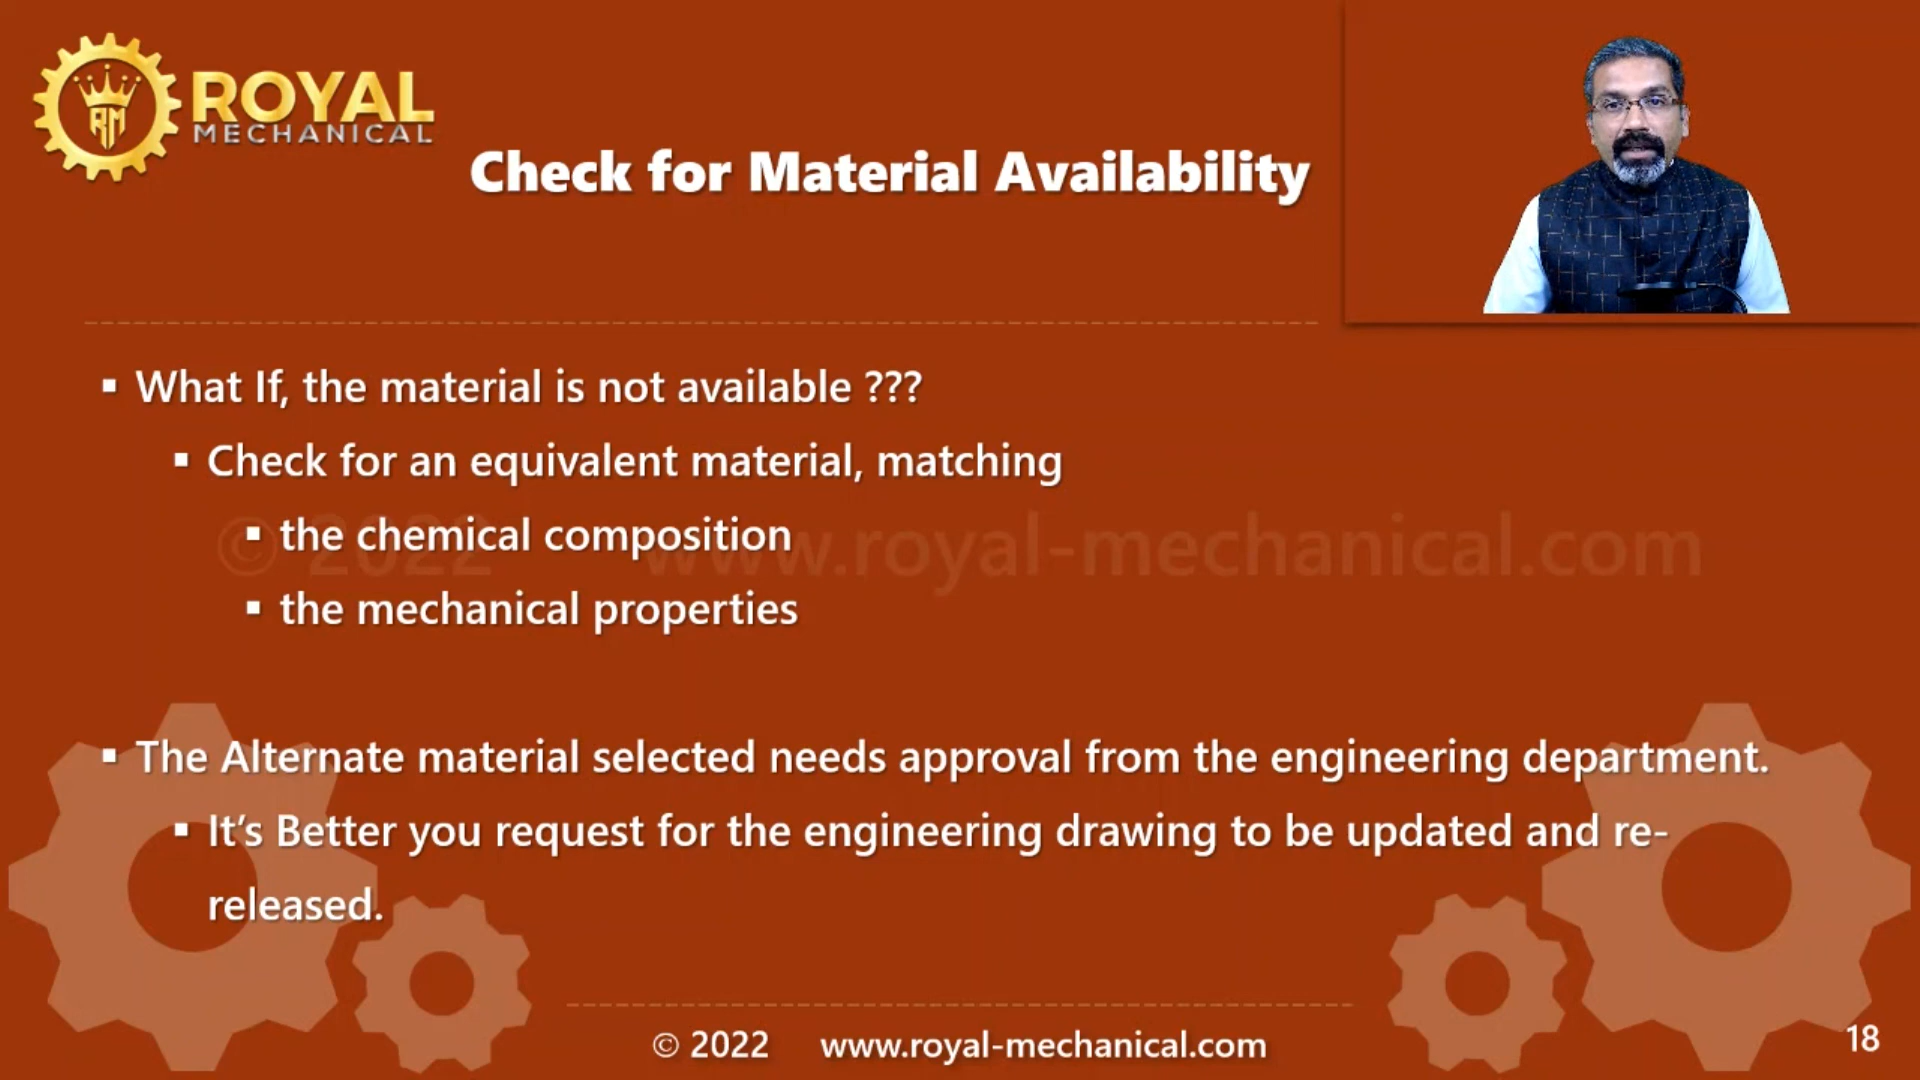 ROYAL
MECHANICAL
RM
Check for Material Availability
▪ What If, the material is not available ???
▪ Check for an equivalent material, matching
▪ the chemical composition
▪ the mechanical properties
© 2022 www.royal-mechanical.com
▪ The Alternate material selected needs approval from the engineering department.
▪ It’s Better you request for the engineering drawing to be updated and re-
released.
© 2022 www.royal-mechanical.com
18